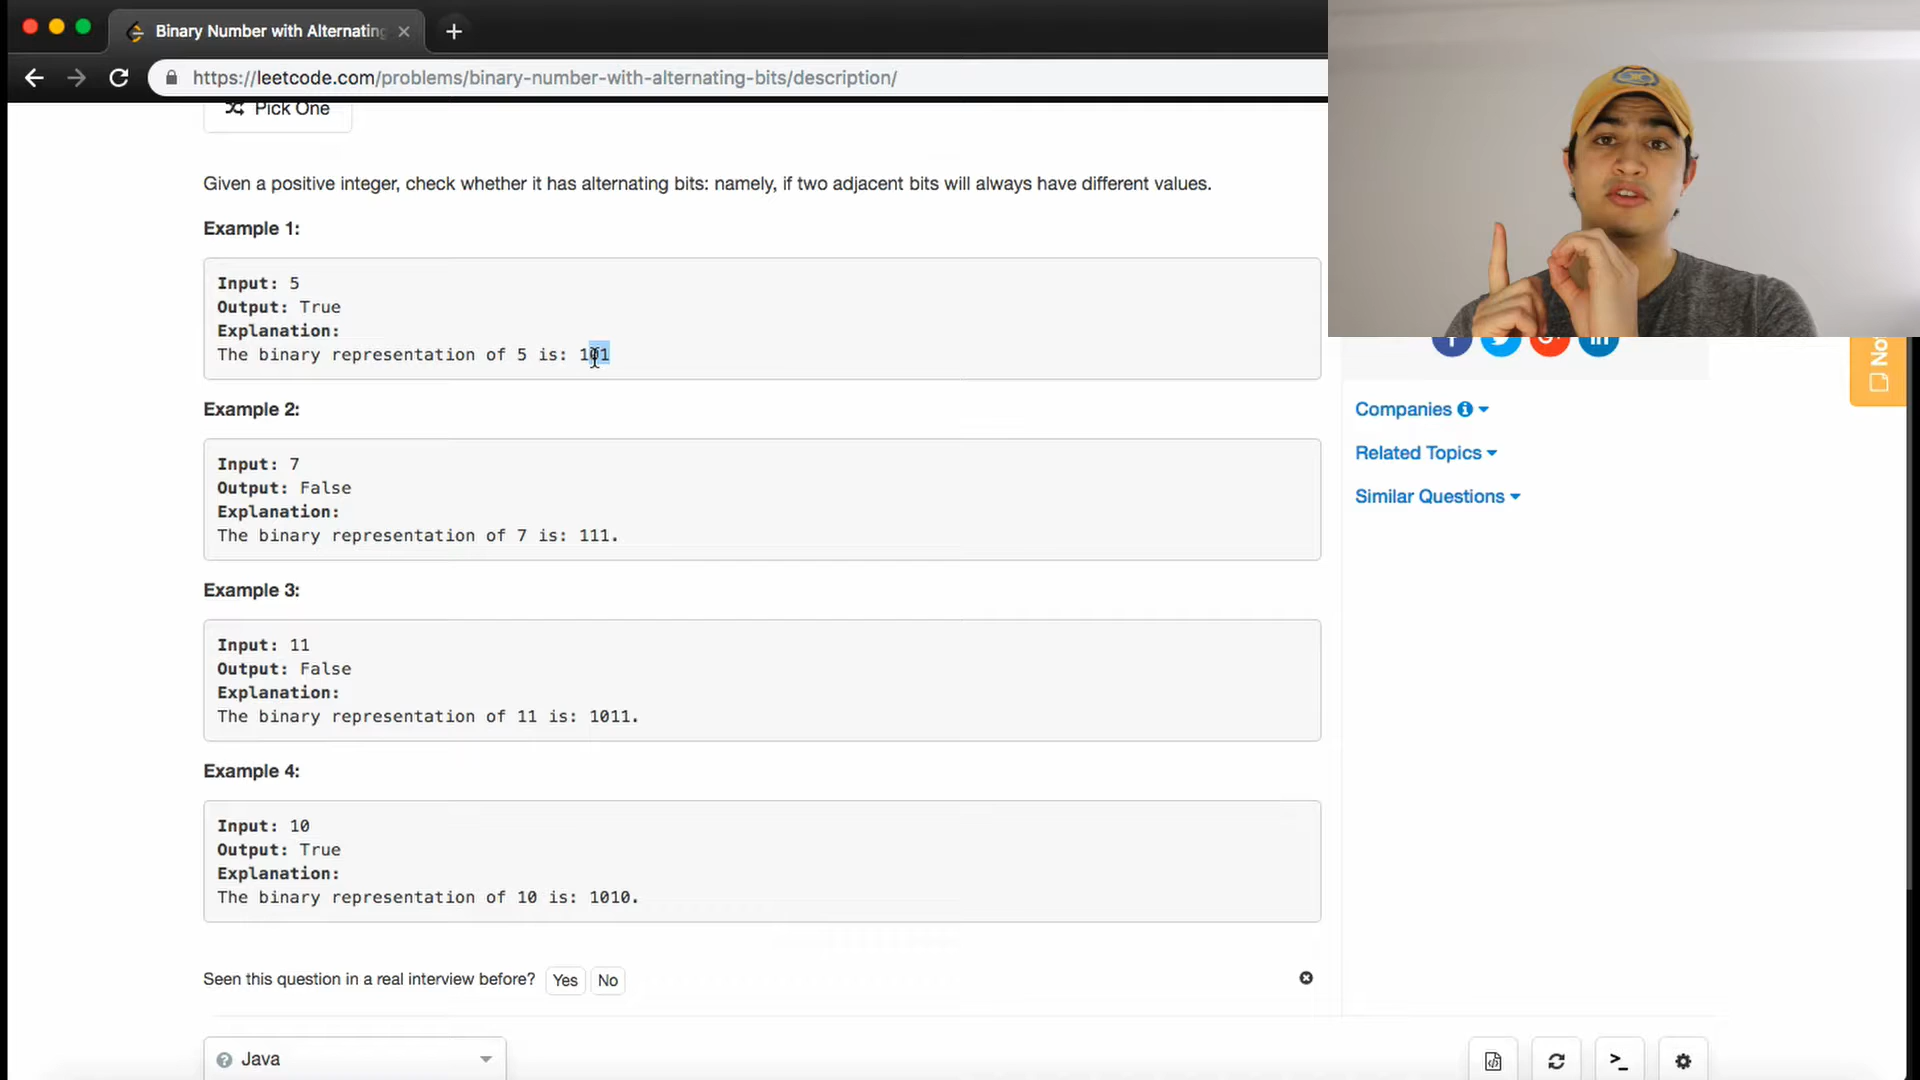 Binary Number with Alternating
https://leetcode.com/problems/binary-number-with-alternating-bits/description/
Pick One
Given a positive integer, check whether it has alternating bits: namely, if two adjacent bits will always have different values.
Example 1:
Input: 5
Output: True
Explanation:
The binary representation of 5 is: 101
Example 2:
Input: 7
Output: False
Explanation:
The binary representation of 7 is: 111.
Example 3:
Input: 11
Output: False
Explanation:
The binary representation of 11 is: 1011.
Example 4:
Input: 10
Output: True
Explanation:
The binary representation of 10 is: 1010.
Seen this question in a real interview before? Yes No
Java
Companies
Related Topics
Similar Questions